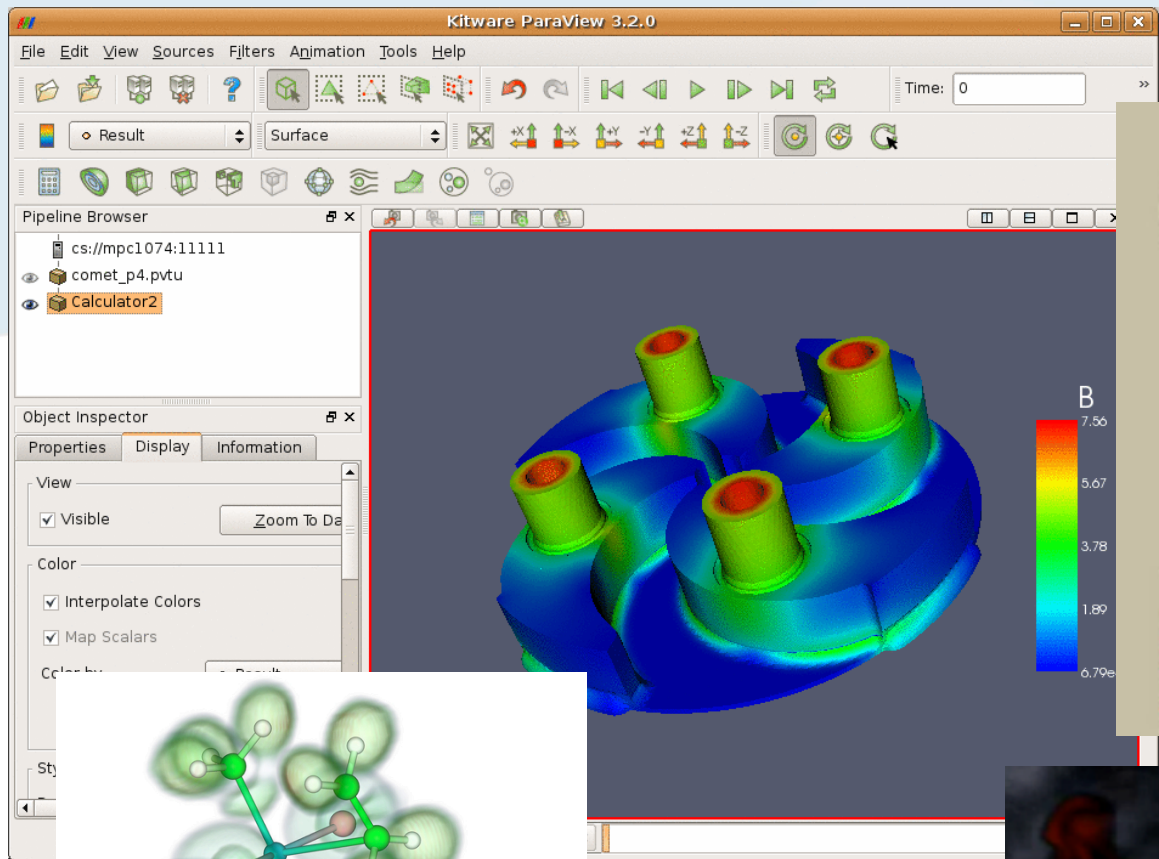 Kitware ParaView 3.2.0
File Edit View Sources Filters Animation Tools Help
Time: 0
Result Surface +X -X +Y -Y +Z -Z
Pipeline Browser
cs://mpc1074:11111
comet_p4.pvtu
Calculator2
Object Inspector
Properties Display Information
View
Visible Zoom To Da
Color
Interpolate Colors
Map Scalars
B
7.56
5.67
3.78
1.89
6.79e